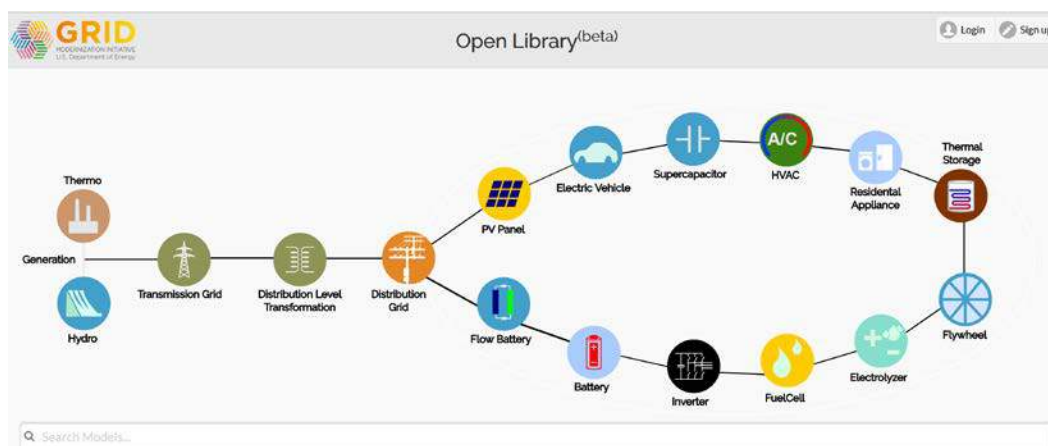 GRID
MODERNIZATION INITIATIVE
U.S. Department of Energy
Open Library(beta)
Login
Sign up
Thermo
Generation
Hydro
Transmission Grid
Distribution Level
Transformation
Distribution
Grid
PV Panel
Electric Vehicle
Supercapacitor
A/C
HVAC
Residental
Appliance
Thermal
Storage
Flow Battery
Battery
Inverter
FuelCell
Electrolyzer
Flywheel
Search Models...